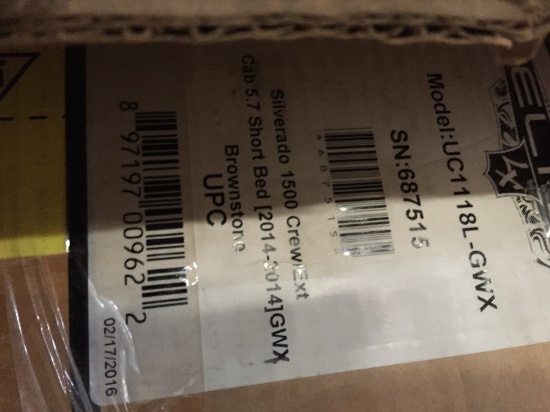 Model:UC1118L-GWX
SN:687515
*687515*
Silverado 1500 Crew/Ext
Cab 5.7 Short Bed [2014-2014]GWX
Brownstone
UPC
8 97197 00962 2
02/17/2016